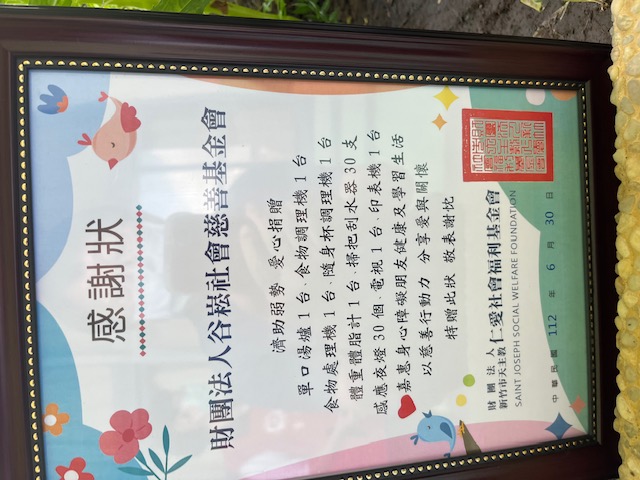 感謝狀
財團法人谷崧社會慈善基金會
濟助弱勢 愛心捐贈
單口湯爐1台、食物調理機1台
食物處理機1台、隨身杯調理機1台
體重體脂計1台、掃把刮水器30支
感應夜燈30個、電視1台、印表機1台
嘉惠身心障礙朋友健康及學習生活
以慈善行動力 分享愛與關懷
特贈此狀 敬表謝忱
財團法人
新竹市天主教
仁愛社會福利基金會
SAINT JOSEPH SOCIAL WELFARE FOUNDATION
中華民國 112 年 6 月 30 日